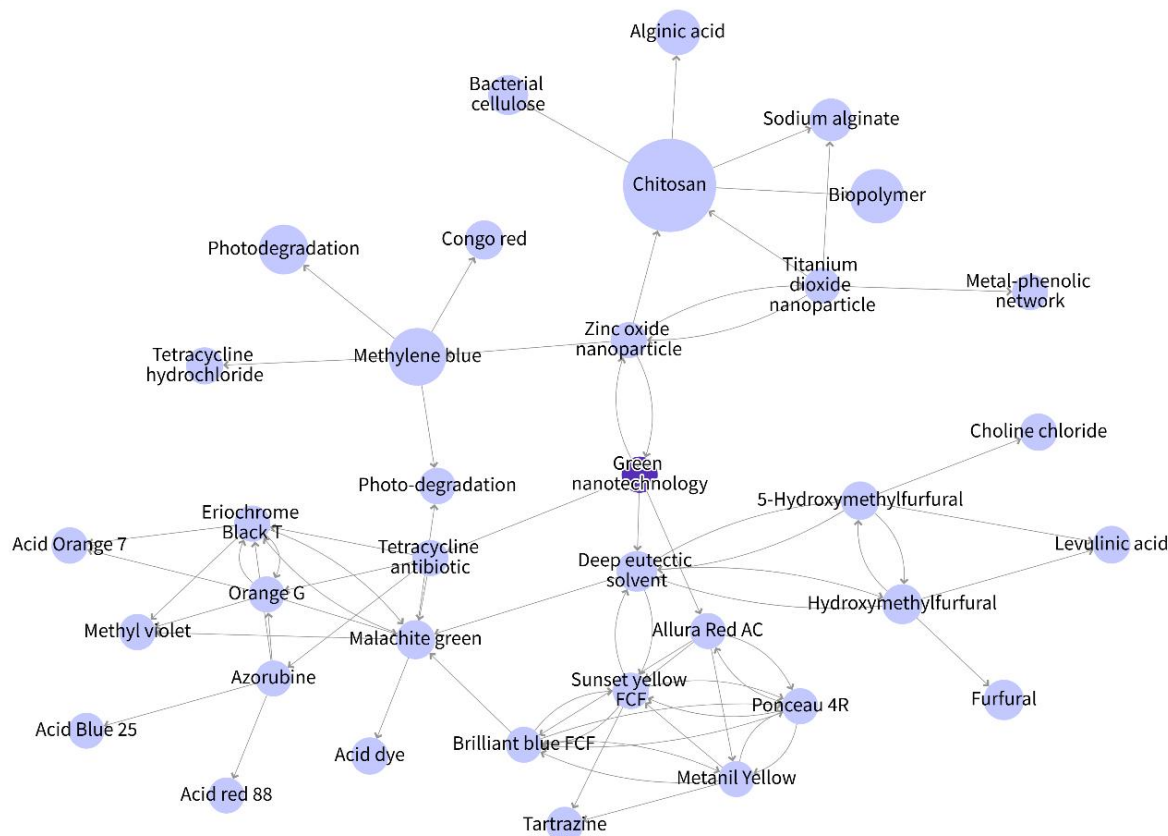 Alginic acid
Bacterial
cellulose
Sodium alginate
Chitosan
Biopolymer
Congo red
Photodegradation
Titanium
dioxide
nanoparticle
Metal-phenolic
network
Zinc oxide
nanoparticle
Methylene blue
Tetracycline
hydrochloride
Choline chloride
Green
nanotechnology
Photo-degradation
5-Hydroxymethylfurfural
Eriochrome
Black T
Acid Orange 7
Tetracycline
antibiotic
Levulinic acid
Deep eutectic
solvent
Orange G
Hydroxymethylfurfural
Methyl violet
Malachite green
Allura Red AC
Azorubine
Sunset yellow
FCF
Furfural
Ponceau 4R
Acid Blue 25
Brilliant blue FCF
Acid dye
Metanil Yellow
Acid red 88
Tartrazine